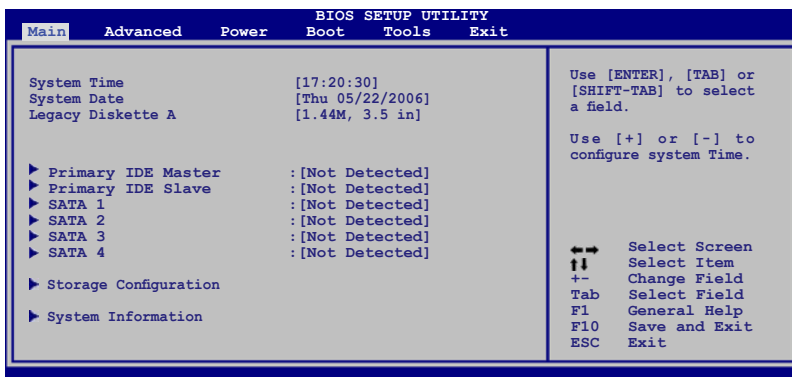 BIOS SETUP UTILITY
Main Advanced Power Boot Tools Exit
System Time [17:20:30]
System Date [Thu 05/22/2006]
Legacy Diskette A [1.44M, 3.5 in]
Primary IDE Master :[Not Detected]
Primary IDE Slave :[Not Detected]
SATA 1 :[Not Detected]
SATA 2 :[Not Detected]
SATA 3 :[Not Detected]
SATA 4 :[Not Detected]
Storage Configuration
System Information
Use [ENTER], [TAB] or
[SHIFT-TAB] to select
a field.
Use [+] or [-] to
configure system Time.
Select Screen
Select Item
+- Change Field
Tab Select Field
F1 General Help
F10 Save and Exit
ESC Exit